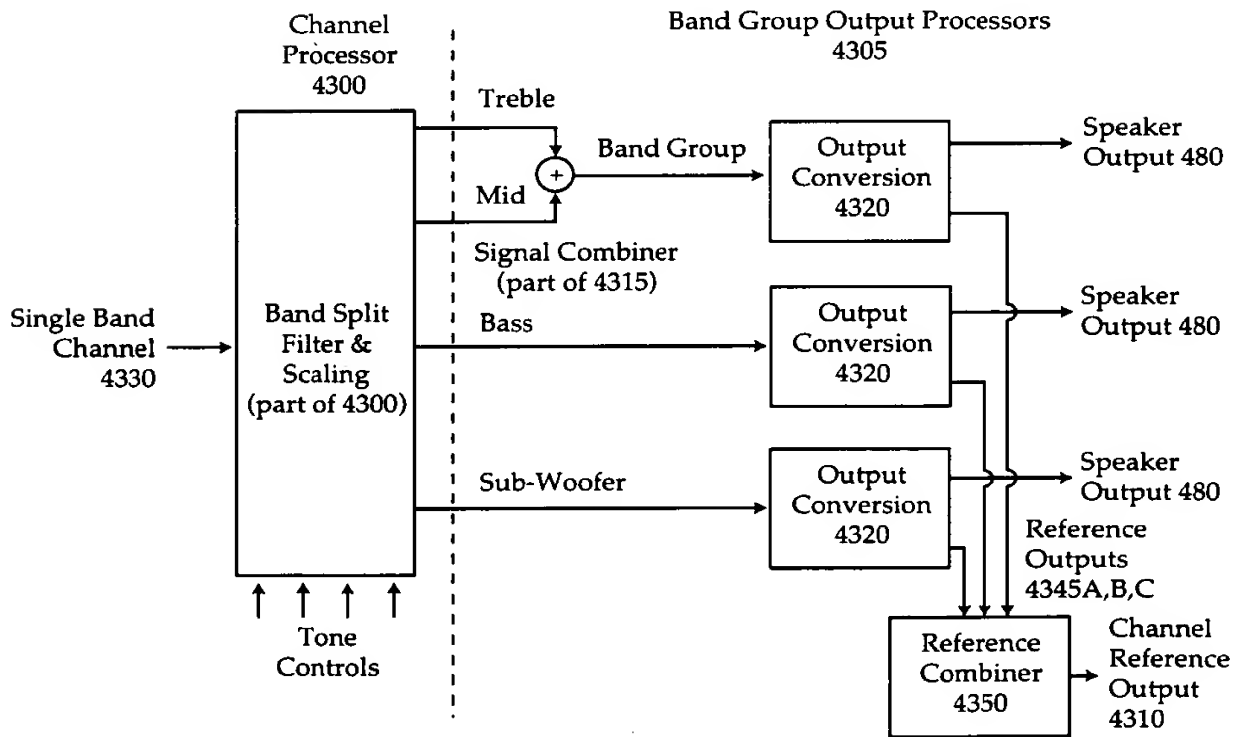 Channel
Processor
4300
Band Group Output Processors
4305
Treble
Mid
Band Group
+
Signal Combiner
(part of 4315)
Output
Conversion
4320
Speaker
Output 480
Single Band
Channel
4330
Band Split
Filter &
Scaling
(part of 4300)
Bass
Output
Conversion
4320
Speaker
Output 480
Sub-Woofer
Output
Conversion
4320
Speaker
Output 480
Reference
Outputs
4345A,B,C
Tone
Controls
Reference
Combiner
4350
Channel
Reference
Output
4310